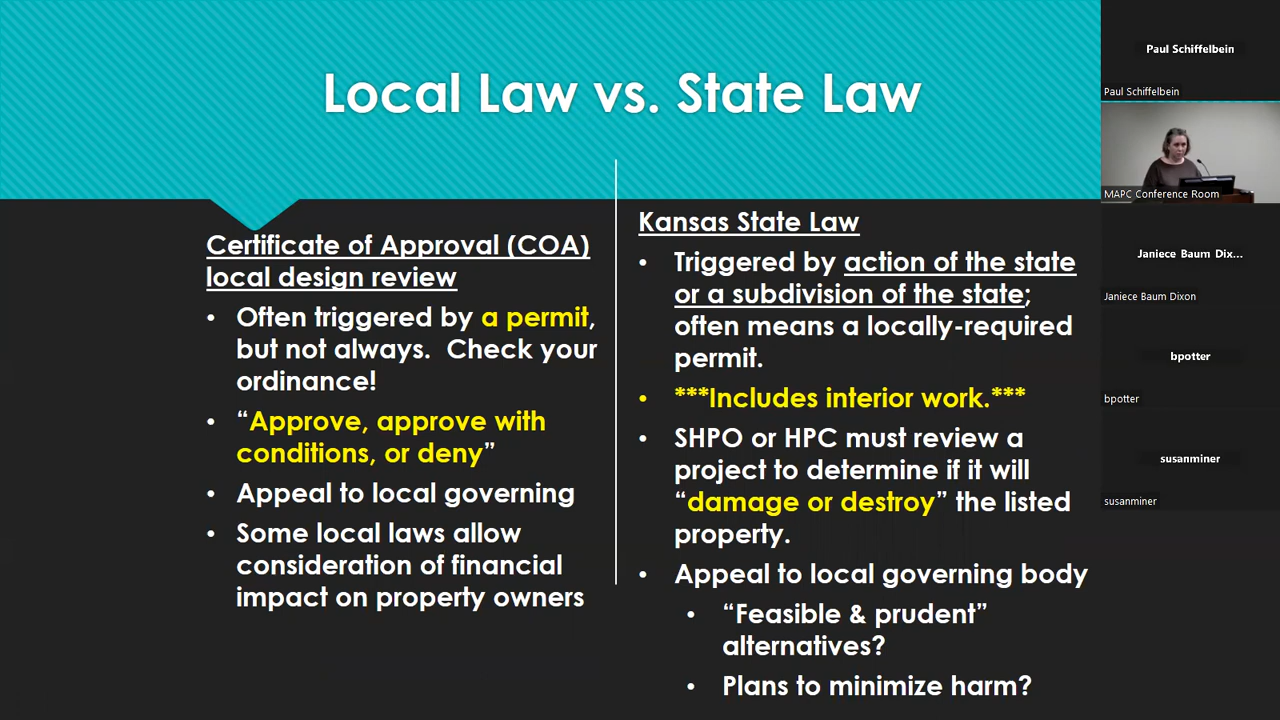 Local Law vs. State Law
Certificate of Approval (COA)
local design review
• Often triggered by a permit,
but not always.  Check your
ordinance!
• “Approve, approve with
conditions, or deny”
• Appeal to local governing
• Some local laws allow
consideration of financial
impact on property owners
Kansas State Law
• Triggered by action of the state
or a subdivision of the state;
often means a locally-required
permit.
• ***Includes interior work.***
• SHPO or HPC must review a
project to determine if it will
“damage or destroy” the listed
property.
• Appeal to local governing body
• “Feasible & prudent”
alternatives?
• Plans to minimize harm?
Paul Schiffelbein
Paul Schiffelbein
MAPC Conference Room
Janiece Baum Dix...
Janiece Baum Dixon
bpotter
bpotter
susanminer
susanminer